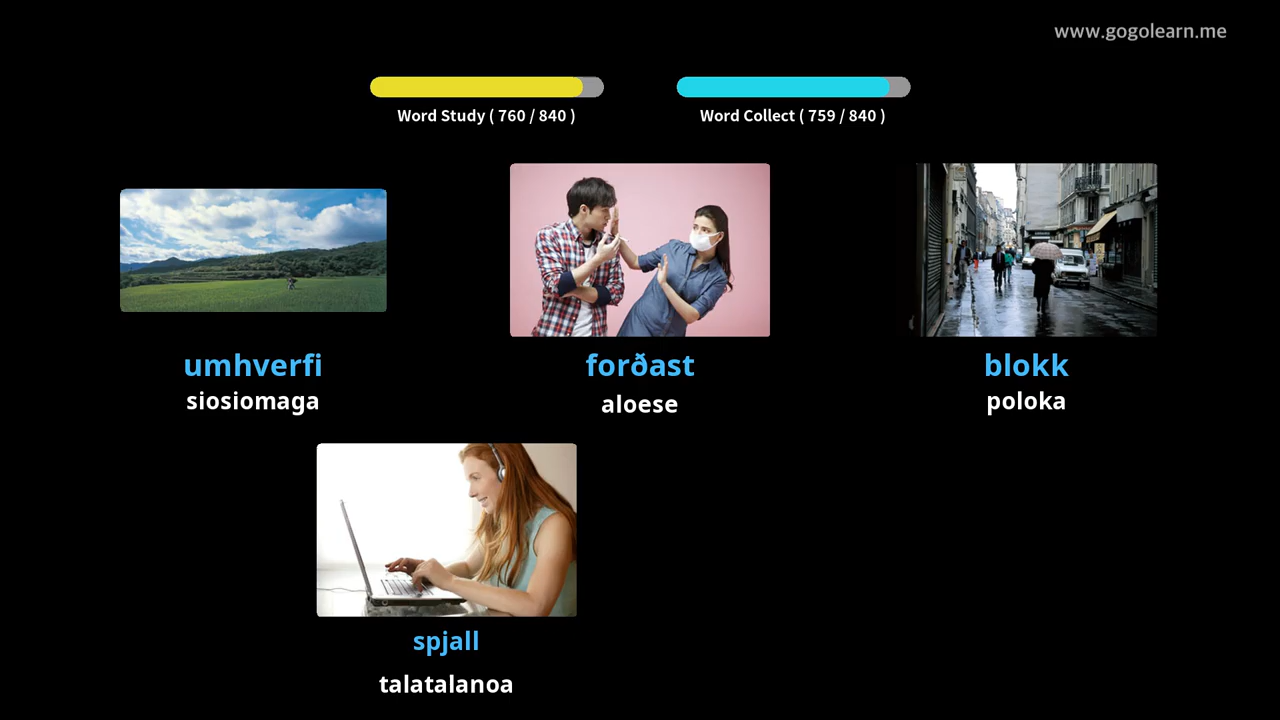 www.gogolearn.me
Word Study ( 760 / 840 )
Word Collect ( 759 / 840 )
umhverfi
siosiomaga
forðast
aloese
blokk
poloka
spjall
talatalanoa